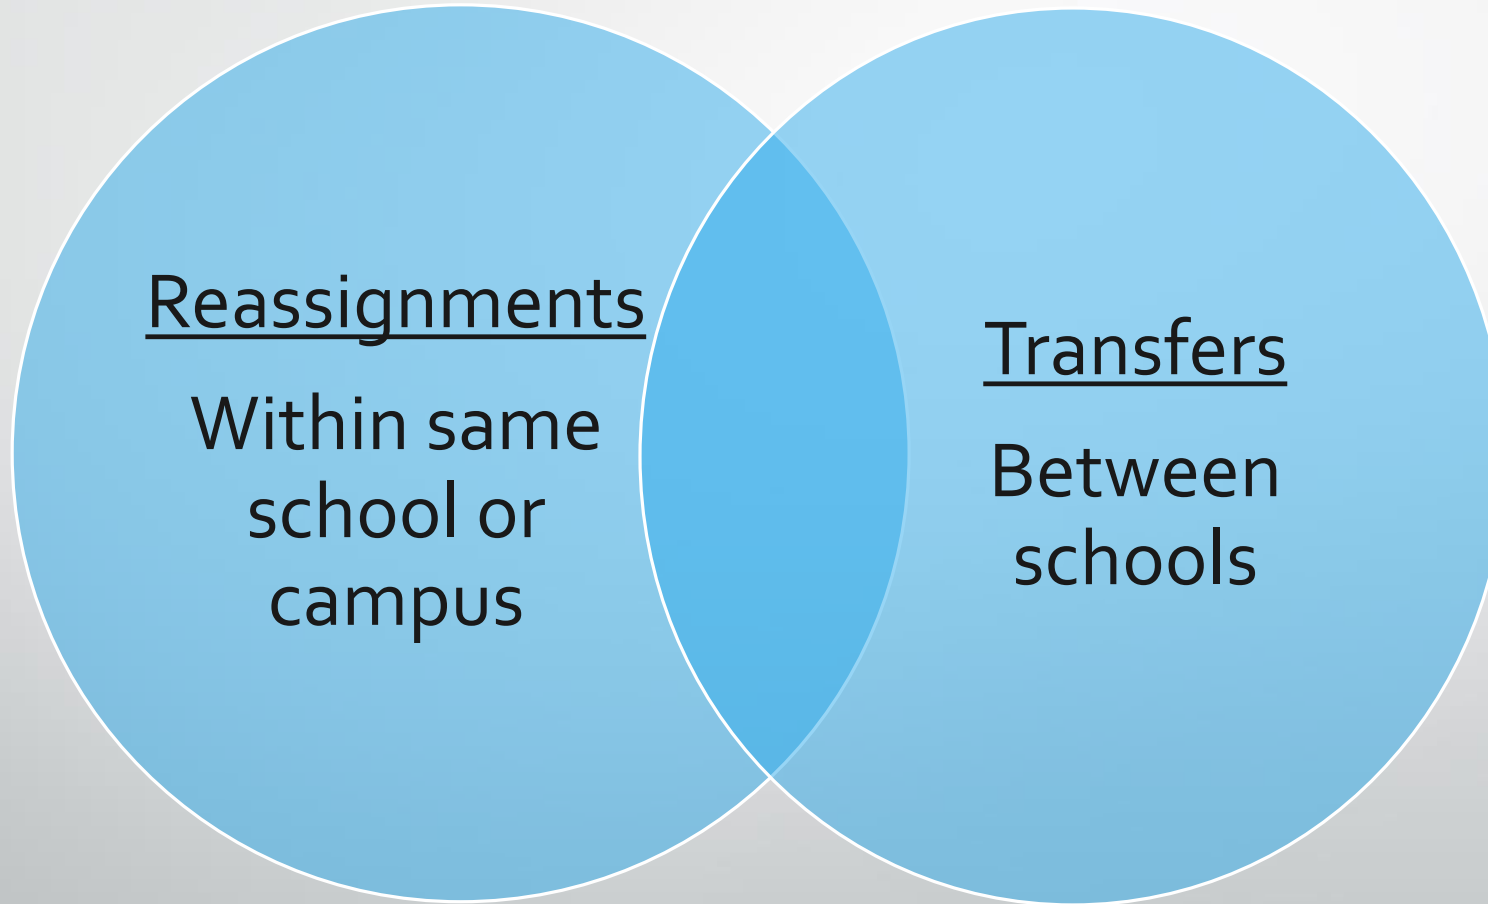 Reassignments
Within same
school or
campus
Transfers
Between
schools